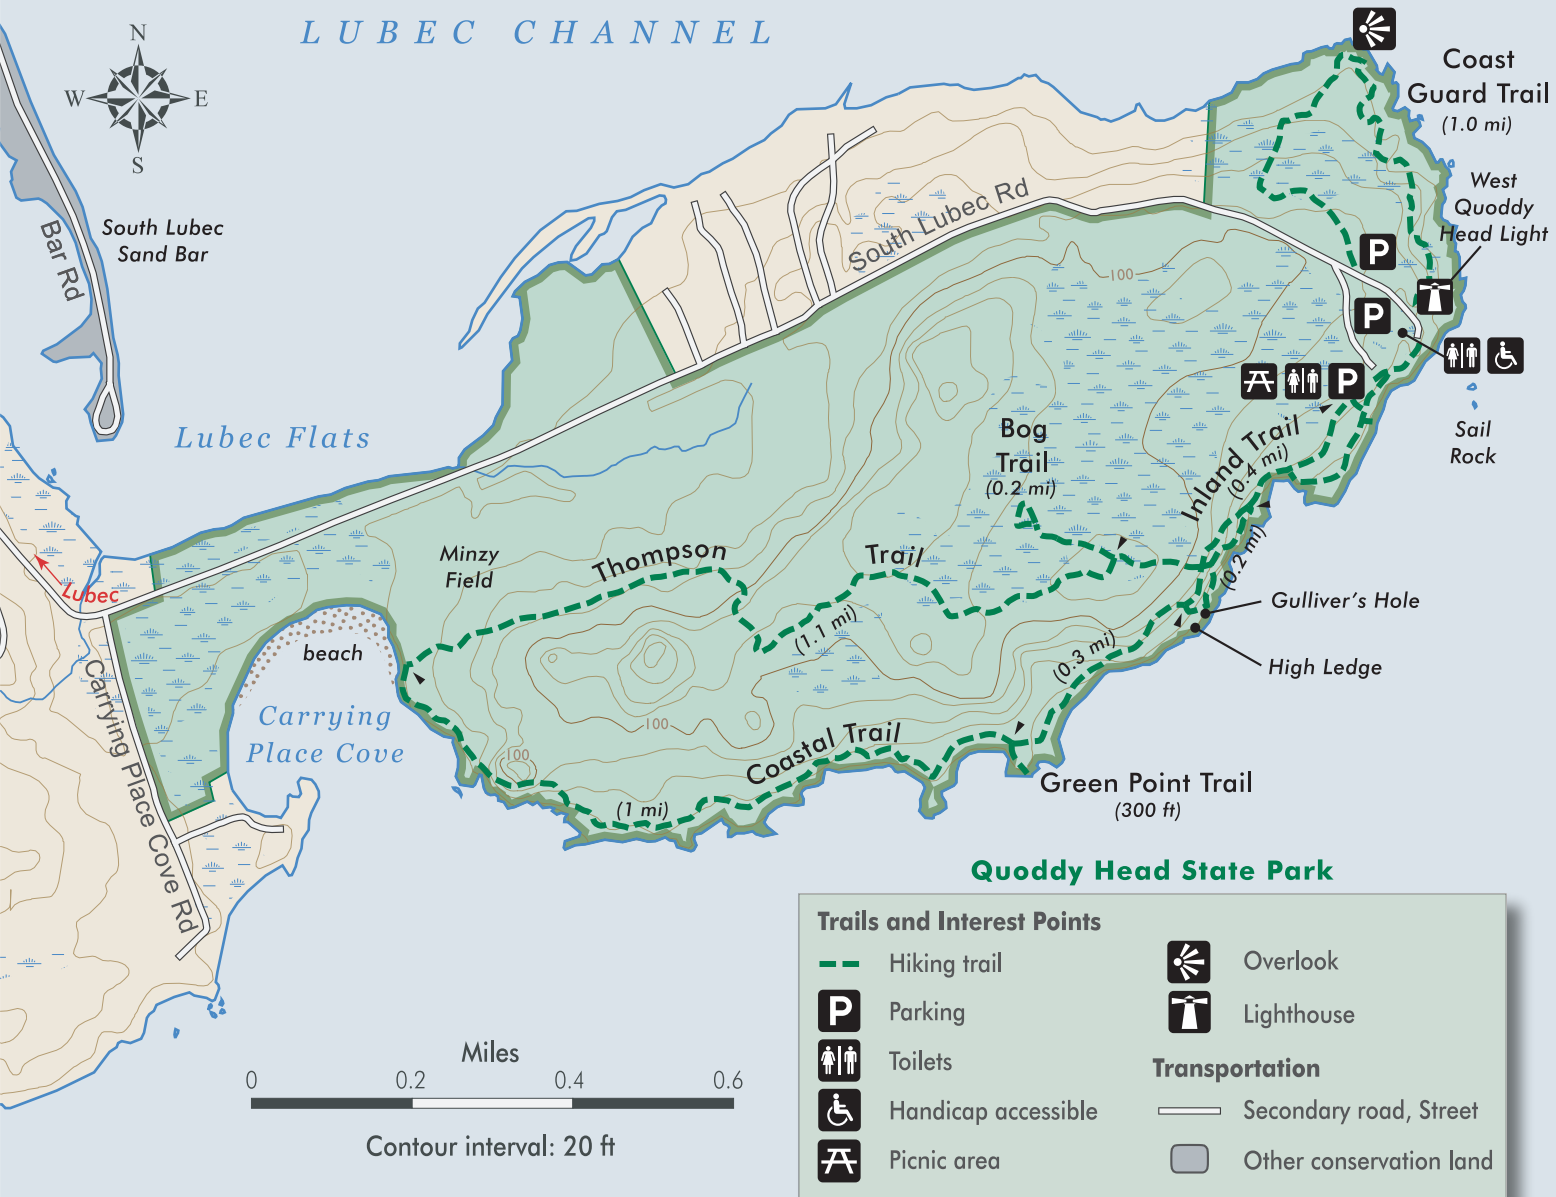 LUBEC CHANNEL
N
W
E
S
Coast
Guard Trail
(1.0 mi)
West
Quoddy
Head Light
South Lubec
Sand Bar
Bar Rd
South Lubec Rd
100
P
P
P
Sail
Rock
Lubec Flats
Bog
Trail
(0.2 mi)
Inland Trail
(0.4 mi)
Minzy
Field
Thompson
Trail
(1.1 mi)
(0.2 mi)
Lubec
Gulliver's Hole
High Ledge
(0.3 mi)
beach
Carrying
Place Cove
Carrying Place Cove Rd
100
100
Coastal Trail
(1 mi)
Green Point Trail
(300 ft)
Quoddy Head State Park
Trails and Interest Points
Hiking trail
P
Parking
Toilets
Handicap accessible
Picnic area
Overlook
Lighthouse
Transportation
Secondary road, Street
Other conservation land
Miles
0
0.2
0.4
0.6
Contour interval: 20 ft